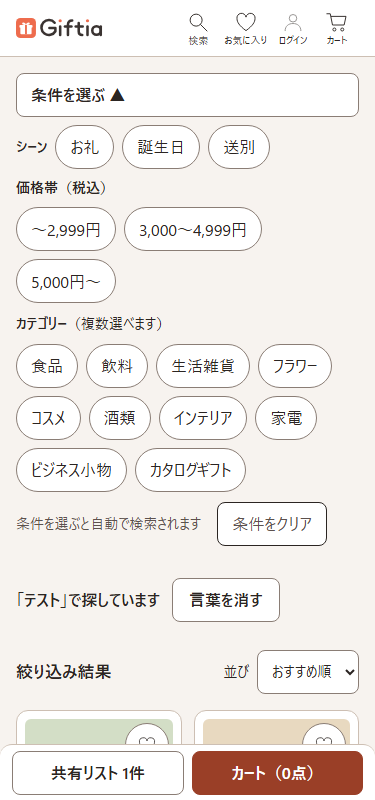 Giftia
検索
お気に入り
ログイン
カート
条件を選ぶ ▲
シーン
お礼
誕生日
送別
価格帯（税込）
〜2,999円
3,000〜4,999円
5,000円〜
カテゴリー（複数選べます）
食品
飲料
生活雑貨
フラワー
コスメ
酒類
インテリア
家電
ビジネス小物
カタログギフト
条件を選ぶと自動で検索されます
条件をクリア
「テスト」で探しています
言葉を消す
絞り込み結果
並び
おすすめ順
共有リスト 1件
カート（0点）